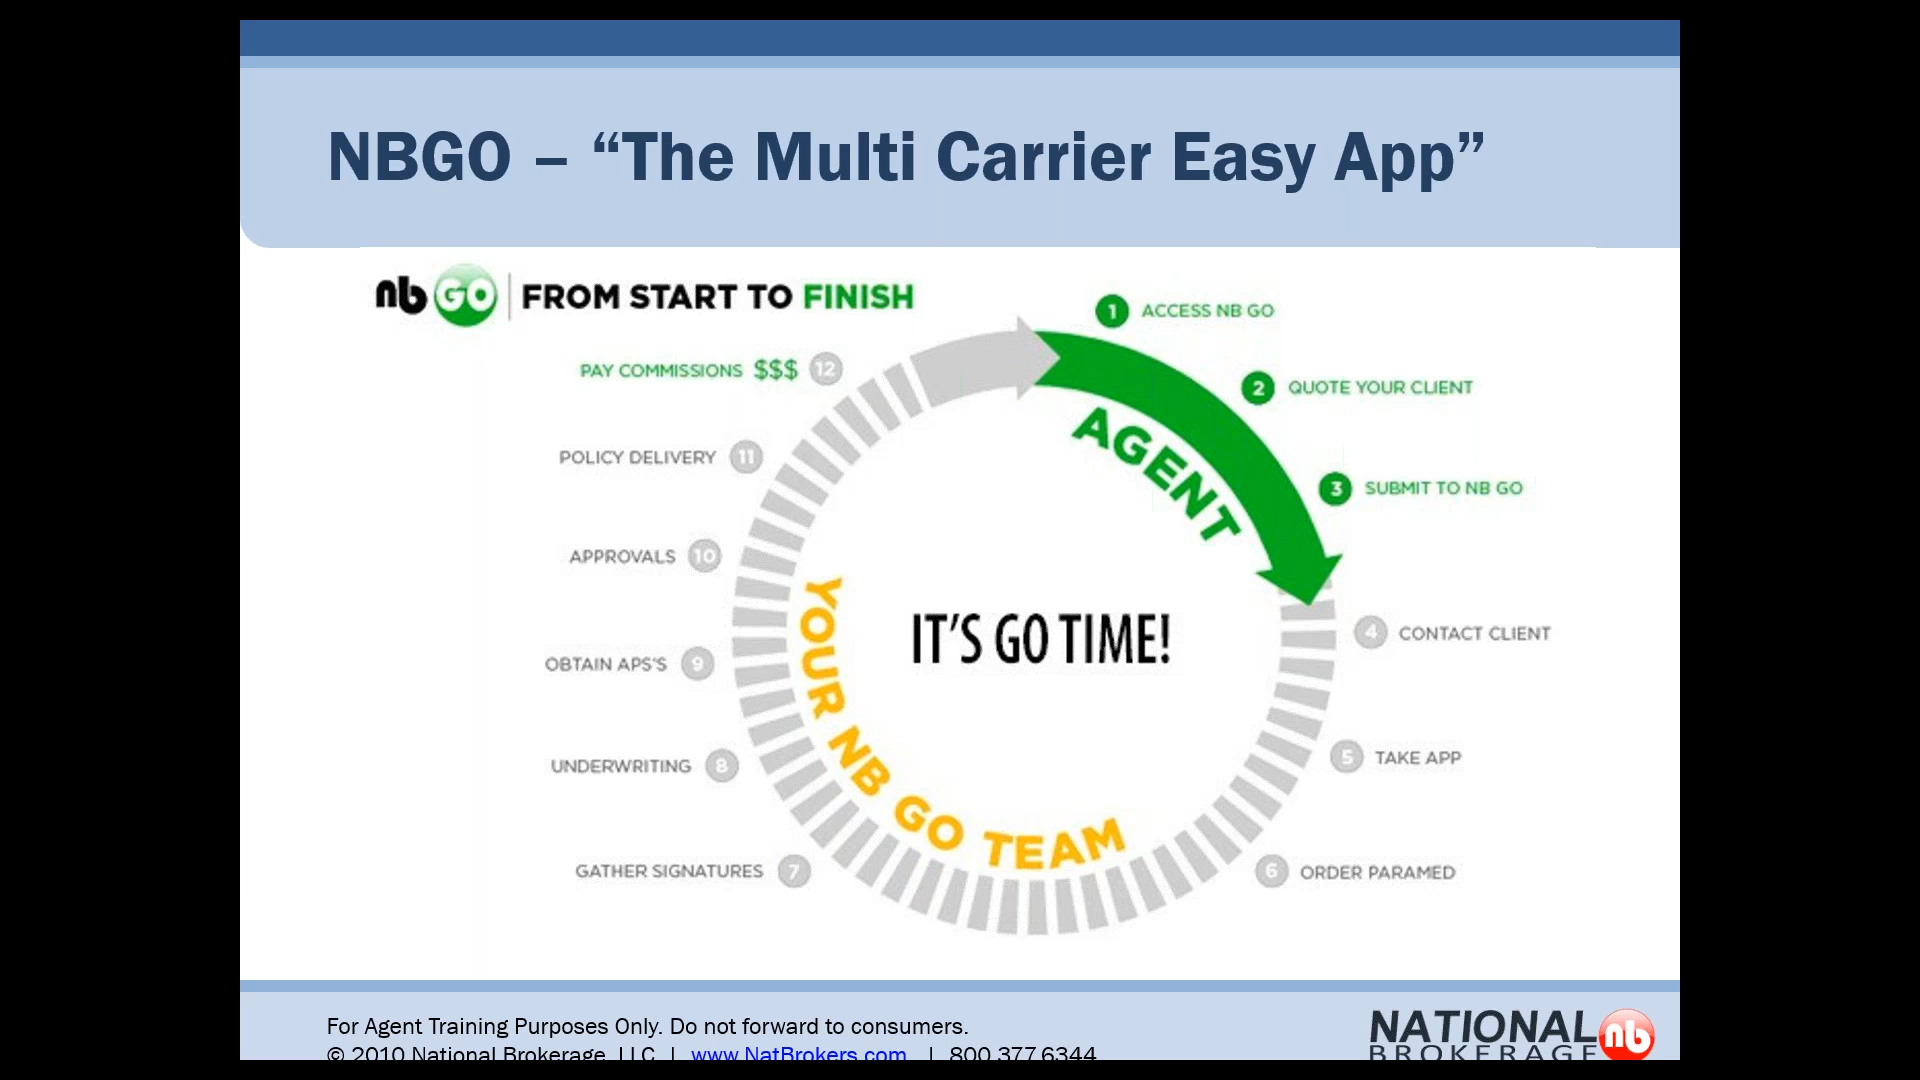 NBGO – “The Multi Carrier Easy App”
nb GO | FROM START TO FINISH
1 ACCESS NB GO
2 QUOTE YOUR CLIENT
3 SUBMIT TO NB GO
4 CONTACT CLIENT
5 TAKE APP
6 ORDER PARAMED
7 GATHER SIGNATURES
8 UNDERWRITING
9 OBTAIN APS'S
10 APPROVALS
11 POLICY DELIVERY
12 PAY COMMISSIONS $$$
AGENT
YOUR NB GO TEAM
IT’S GO TIME!
For Agent Training Purposes Only. Do not forward to consumers.
© 2010 National Brokerage, LLC | www.NatBrokers.com | 800.377.6344
NATIONAL nb
BROKERAGE